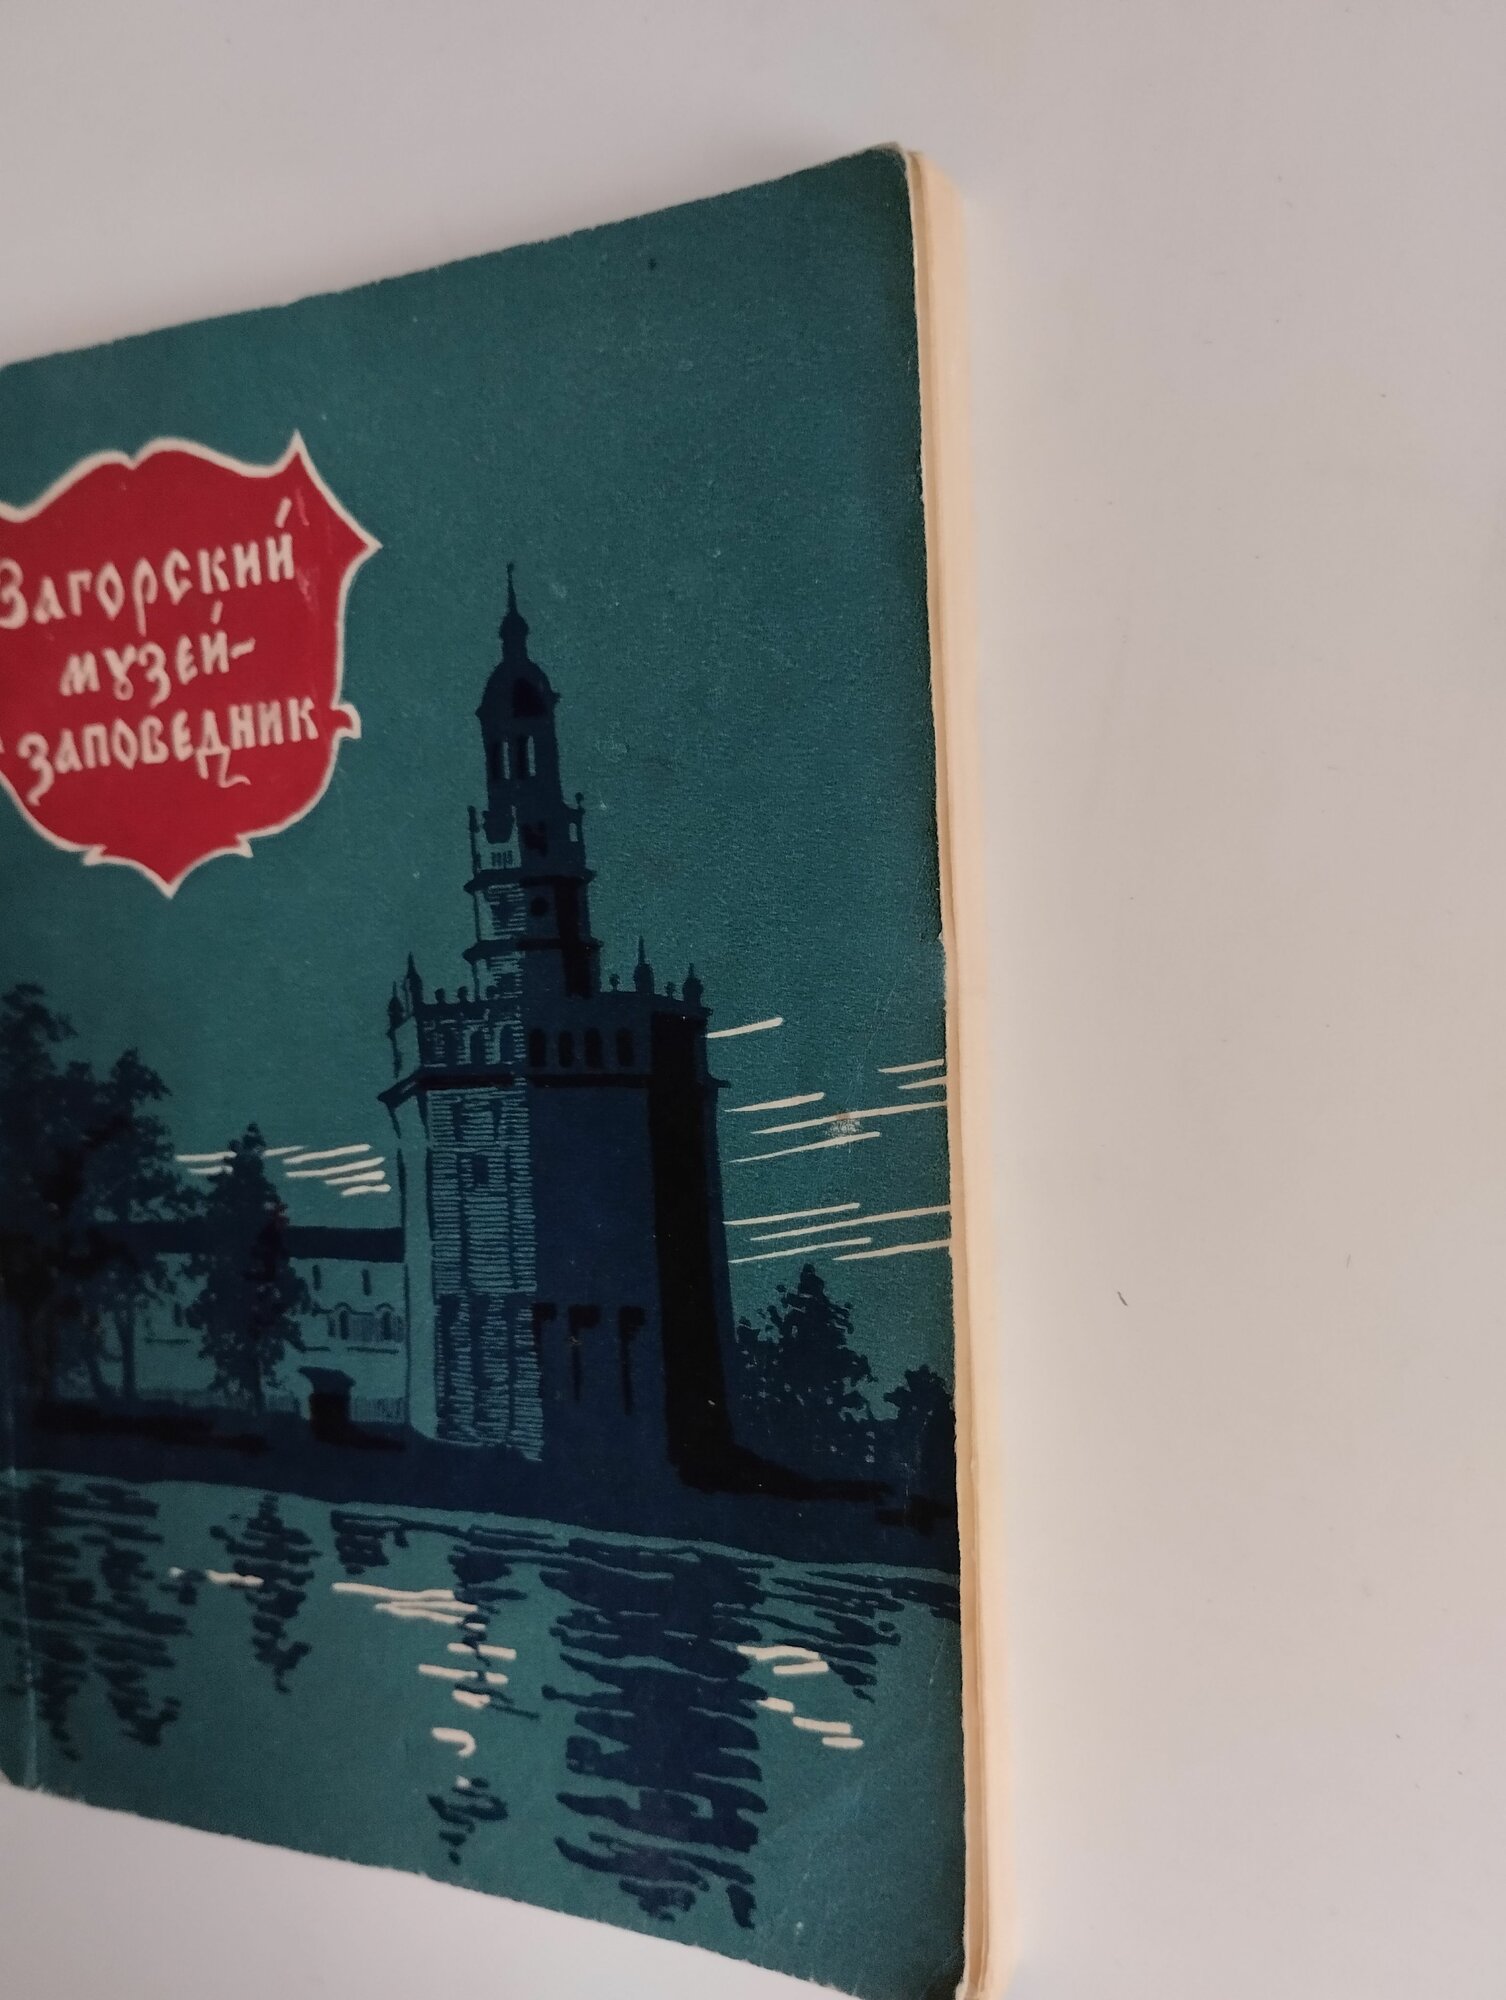 Загорский
музей-
заповедник